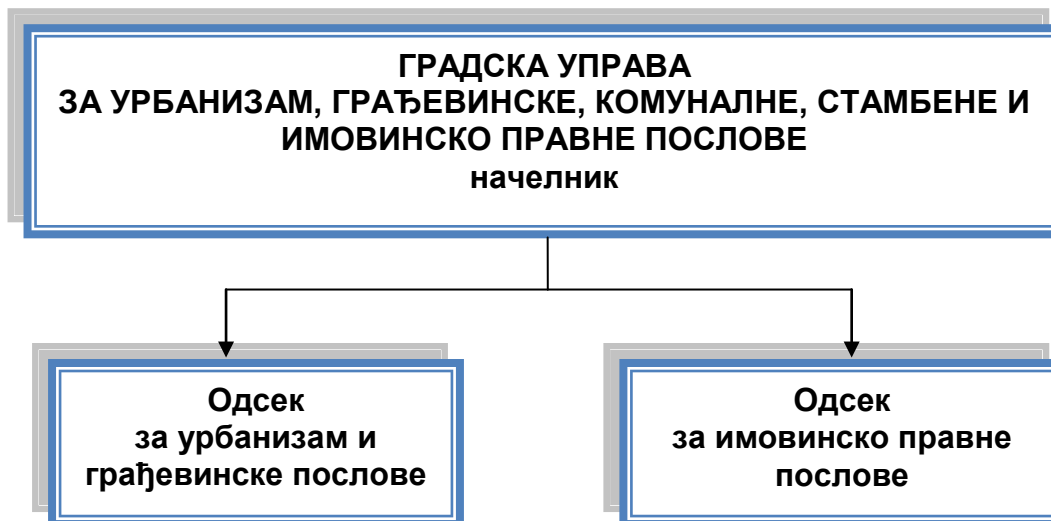 ГРАДСКА УПРАВА
ЗА УРБАНИЗАМ, ГРАЂЕВИНСКЕ, КОМУНАЛНЕ, СТАМБЕНЕ И
ИМОВИНСКО ПРАВНЕ ПОСЛОВЕ
начелник
Одсек
за урбанизам и
грађевинске послове
Одсек
за имовинско правне
послове